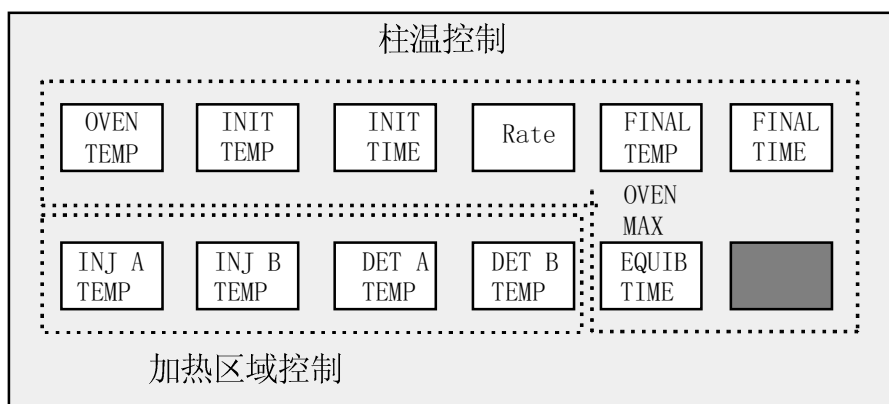 柱温控制
OVEN
TEMP
INIT
TEMP
INIT
TIME
Rate
FINAL
TEMP
FINAL
TIME
OVEN
MAX
INJ A
TEMP
INJ B
TEMP
DET A
TEMP
DET B
TEMP
EQUIB
TIME
加热区域控制